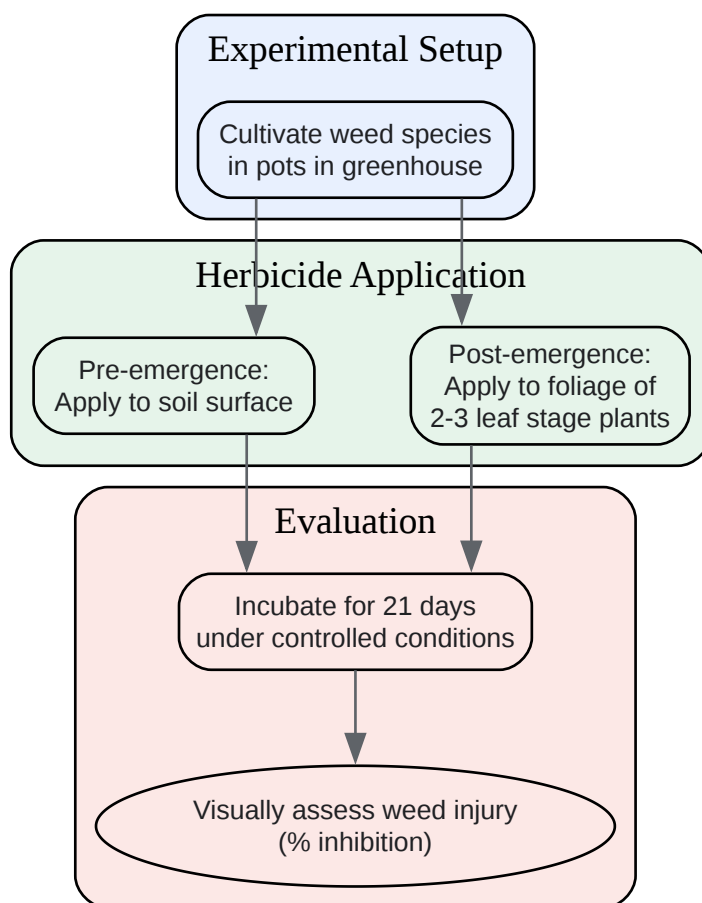 Experimental Setup
Cultivate weed species
in pots in greenhouse
Herbicide Application
Pre-emergence:
Apply to soil surface
Post-emergence:
Apply to foliage of
2-3 leaf stage plants
Evaluation
Incubate for 21 days
under controlled conditions
Visually assess weed injury
(% inhibition)